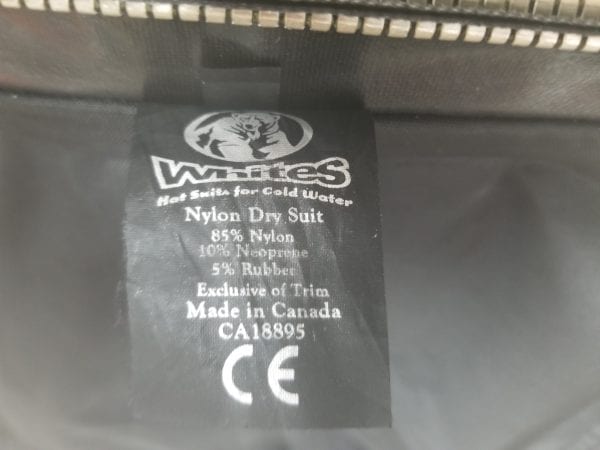 Whites
Hot Suits for Cold Water
Nylon Dry Suit
85% Nylon
10% Neoprene
5% Rubber
Exclusive of Trim
Made in Canada
CA18895
CE